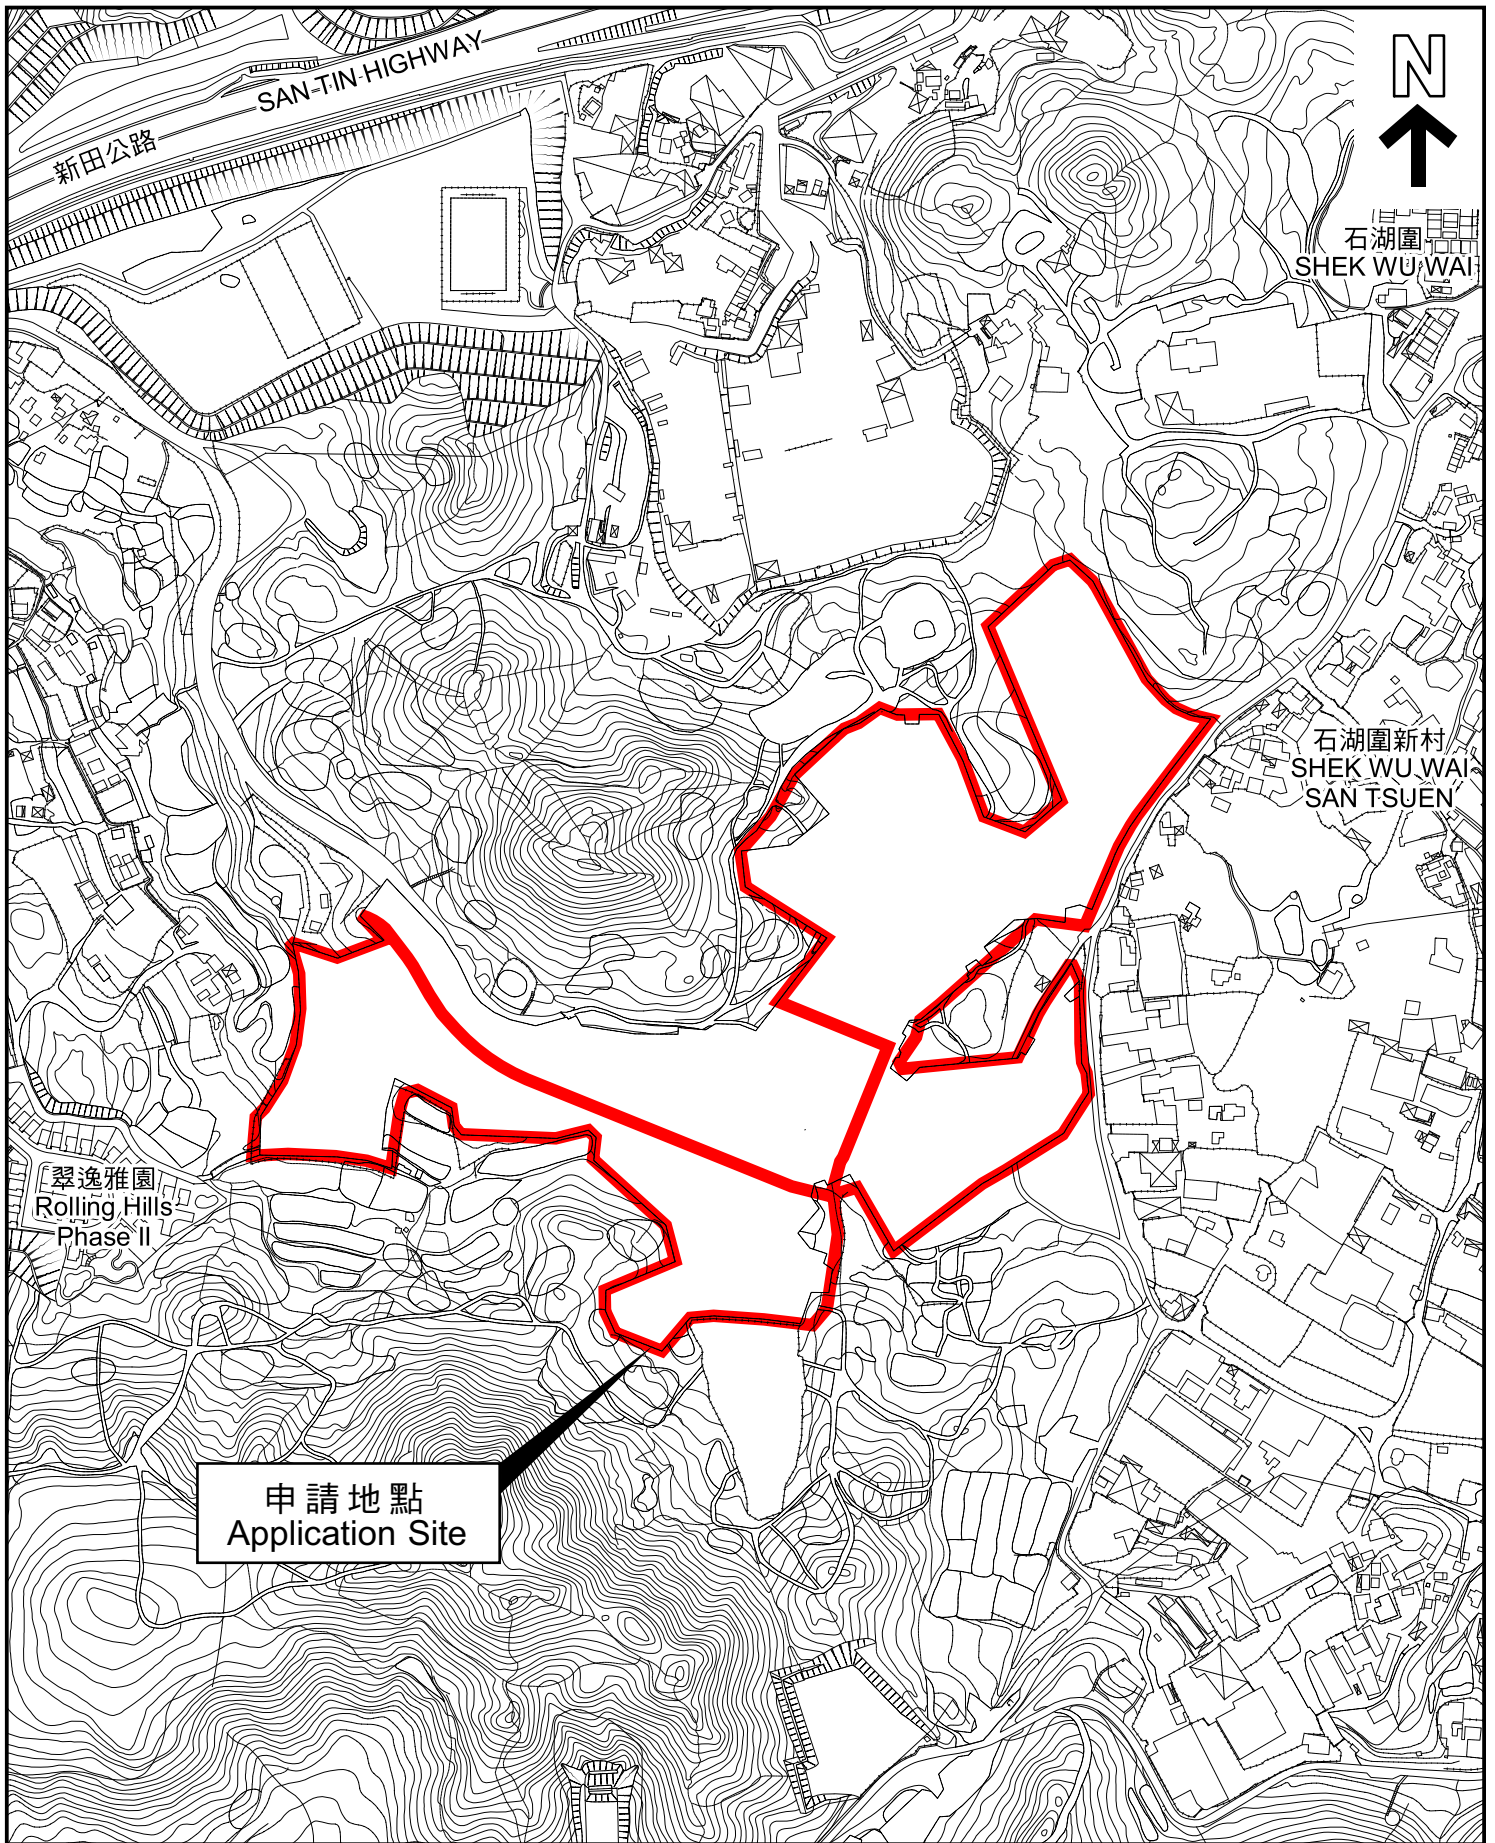 SAN TIN HIGHWAY
新田公路
N
石湖圍
SHEK WU WAI
石湖圍新村
SHEK WU WAI
SAN TSUEN
翠逸雅園
Rolling Hills
Phase II
申請地點
Application Site